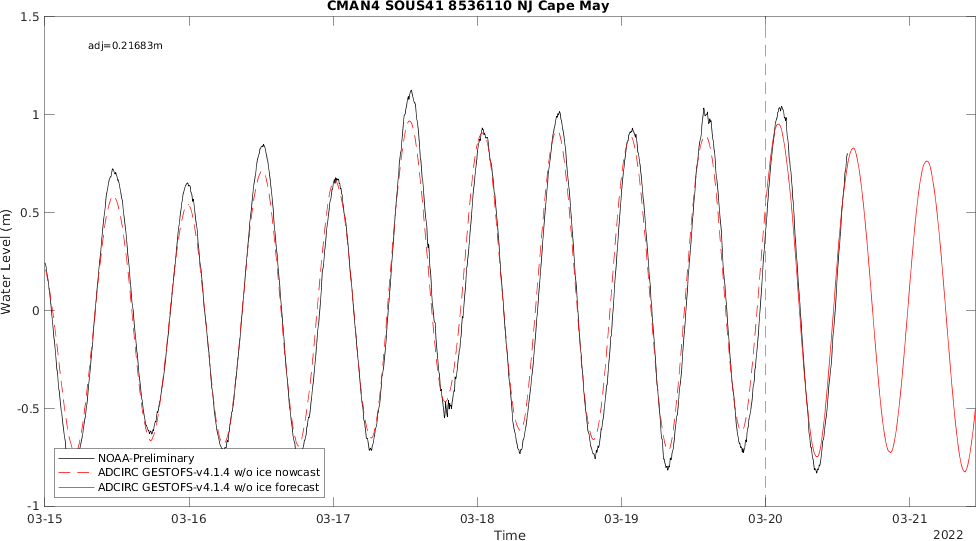 CMAN4 SOUS41 8536110 NJ Cape May
1.5
adj=0.21683m
1
0.5
Water Level (m)
0
-0.5
NOAA-Preliminary
ADCIRC GESTOFS-v4.1.4 w/o ice nowcast
ADCIRC GESTOFS-v4.1.4 w/o ice forecast
-1
03-15 03-16 03-17 03-18 03-19 03-20 03-21
Time
2022